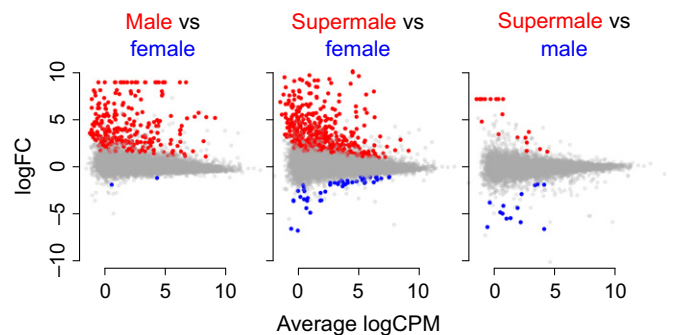 Male vs
female
Supermale vs
female
Supermale vs
male
logFC
10
5
0
−5
−10
0 5 10
0 5 10
0 5 10
Average logCPM